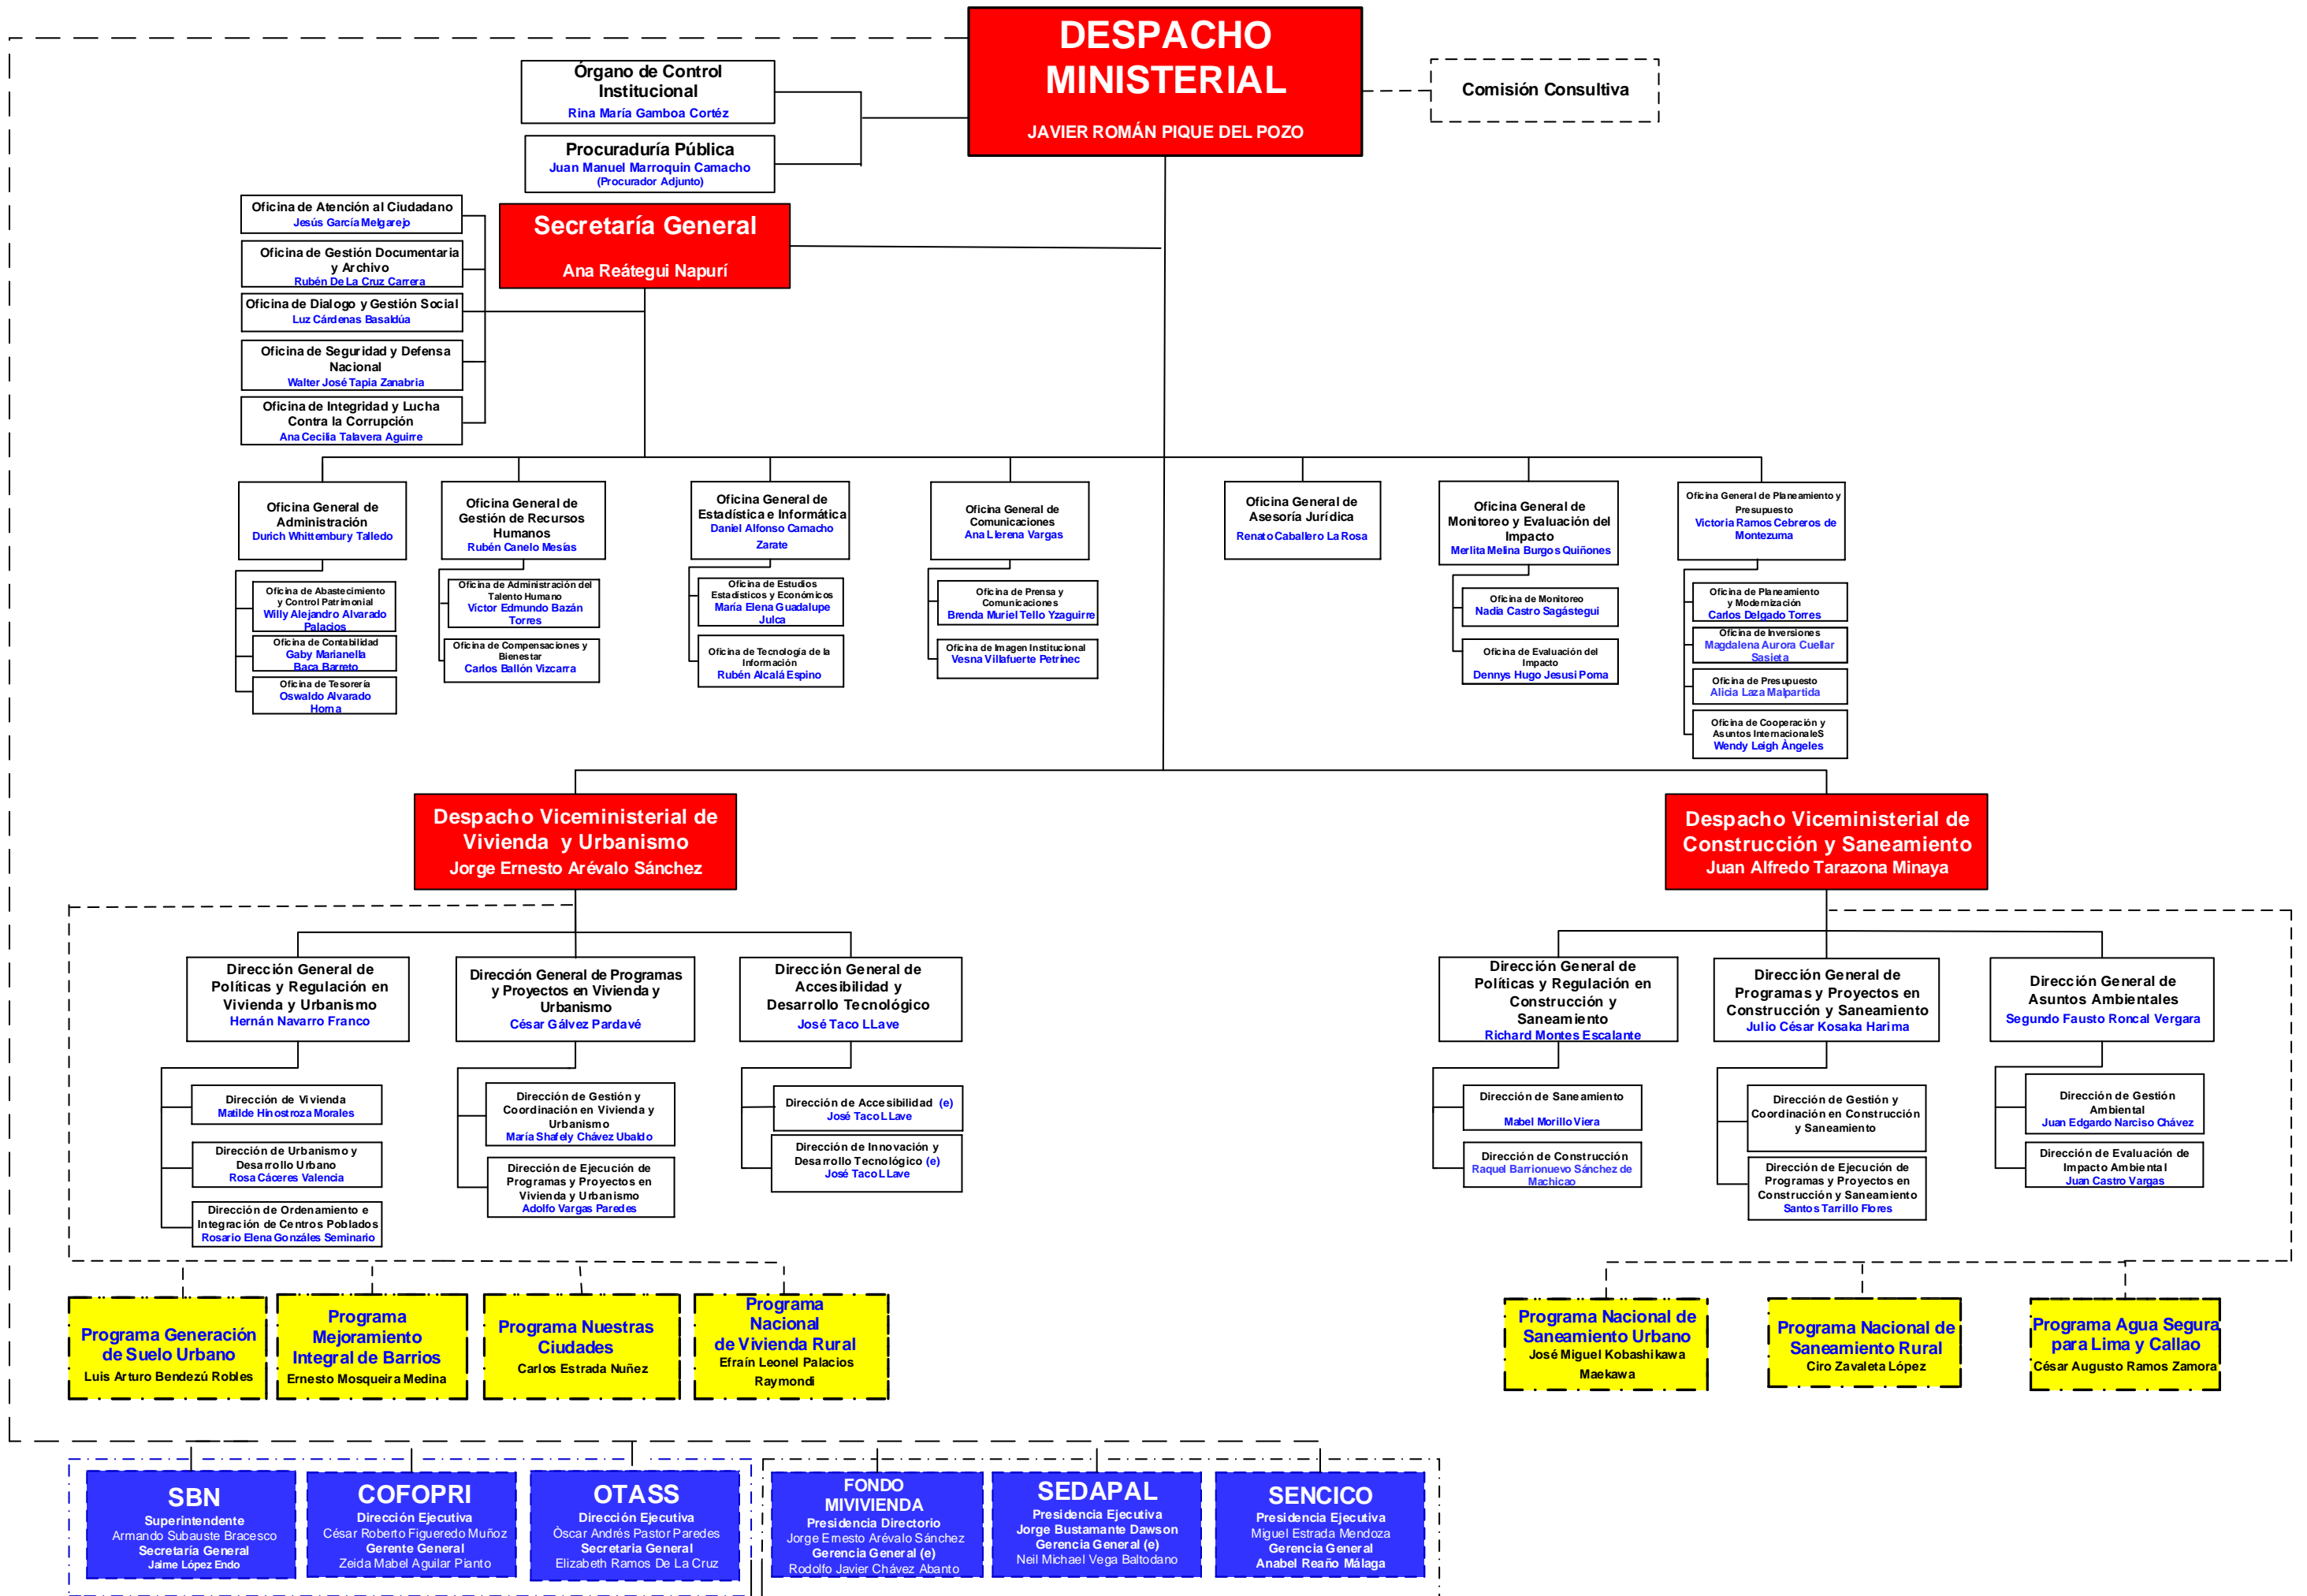 DESPACHO
MINISTERIAL
JAVIER ROMÁN PIQUE DEL POZO
Comisión Consultiva
Órgano de Control
Institucional
Rina María Gamboa Cortéz
Procuraduría Pública
Juan Manuel Marroquin Camacho
(Procurador Adjunto)
Secretaría General
Ana Reátegui Napurí
Oficina de Atención al Ciudadano
Jesús García Melgarejo
Oficina de Gestión Documentaria
y Archivo
Rubén De La Cruz Carrera
Oficina de Dialogo y Gestión Social
Luz Cárdenas Basaldúa
Oficina de Seguridad y Defensa
Nacional
Walter José Tapia Zanabria
Oficina de Integridad y Lucha
Contra la Corrupción
Ana Cecilia Talavera Aguirre
Oficina General de
Administración
Durich Whittembury Talledo
Oficina de Abastecimiento
y Control Patrimonial
Willy Alejandro Alvarado
Palacios
Oficina de Contabilidad
Gaby Marianella
Baca Barreto
Oficina de Tesorería
Oswaldo Alvarado
Horna
Oficina General de
Gestión de Recursos
Humanos
Rubén Canelo Mesías
Oficina de Administración del
Talento Humano
Víctor Edmundo Bazán
Torres
Oficina de Compensaciones y
Bienestar
Carlos Ballón Vizcarra
Oficina General de
Estadística e Informática
Daniel Alfonso Camacho
Zarate
Oficina de Estudios
Estadísticos y Económicos
María Elena Guadalupe
Julca
Oficina de Tecnología de la
Información
Rubén Alcalá Espino
Oficina General de
Comunicaciones
Ana Llerena Vargas
Oficina de Prensa y
Comunicaciones
Brenda Muriel Tello Yzaguirre
Oficina de Imagen Institucional
Vesna Villafuerte Petrinec
Oficina General de
Asesoría Jurídica
Renato Caballero La Rosa
Oficina General de
Monitoreo y Evaluación del
Impacto
Merlita Melina Burgos Quiñones
Oficina de Monitoreo
Nadia Castro Sagástegui
Oficina de Evaluación del
Impacto
Dennys Hugo Jesusi Poma
Oficina General de Planeamiento y
Presupuesto
Victoria Ramos Cebreros de
Montezuma
Oficina de Planeamiento
y Modernización
Carlos Delgado Torres
Oficina de Inversiones
Magdalena Aurora Cuellar
Sasieta
Oficina de Presupuesto
Alicia Laza Malpartida
Oficina de Cooperación y
Asuntos InternacionaleS
Wendy Leigh Àngeles
Despacho Viceministerial de
Vivienda y Urbanismo
Jorge Ernesto Arévalo Sánchez
Despacho Viceministerial de
Construcción y Saneamiento
Juan Alfredo Tarazona Minaya
Dirección General de
Políticas y Regulación en
Vivienda y Urbanismo
Hernán Navarro Franco
Dirección de Vivienda
Matilde Hinostroza Morales
Dirección de Urbanismo y
Desarrollo Urbano
Rosa Cáceres Valencia
Dirección de Ordenamiento e
Integración de Centros Poblados
Rosario Elena Gonzáles Seminario
Dirección General de Programas
y Proyectos en Vivienda y
Urbanismo
César Gálvez Pardavé
Dirección de Gestión y
Coordinación en Vivienda y
Urbanismo
María Shafely Chávez Ubaldo
Dirección de Ejecución de
Programas y Proyectos en
Vivienda y Urbanismo
Adolfo Vargas Paredes
Dirección General de
Accesibilidad y
Desarrollo Tecnológico
José Taco LLave
Dirección de Accesibilidad (e)
José Taco LLave
Dirección de Innovación y
Desarrollo Tecnológico (e)
José Taco LLave
Dirección General de
Políticas y Regulación en
Construcción y
Saneamiento
Richard Montes Escalante
Dirección de Saneamiento
Mabel Morillo Viera
Dirección de Construcción
Raquel Barrionuevo Sánchez de
Machicao
Dirección General de
Programas y Proyectos en
Construcción y Saneamiento
Julio César Kosaka Harima
Dirección de Gestión y
Coordinación en Construcción
y Saneamiento
Dirección de Ejecución de
Programas y Proyectos en
Construcción y Saneamiento
Santos Tarrillo Flores
Dirección General de
Asuntos Ambientales
Segundo Fausto Roncal Vergara
Dirección de Gestión
Ambiental
Juan Edgardo Narciso Chávez
Dirección de Evaluación de
Impacto Ambiental
Juan Castro Vargas
Programa Generación
de Suelo Urbano
Luis Arturo Bendezú Robles
Programa
Mejoramiento
Integral de Barrios
Ernesto Mosqueira Medina
Programa Nuestras
Ciudades
Carlos Estrada Nuñez
Programa
Nacional
de Vivienda Rural
Efraín Leonel Palacios
Raymondi
Programa Nacional de
Saneamiento Urbano
José Miguel Kobashikawa
Maekawa
Programa Nacional de
Saneamiento Rural
Ciro Zavaleta López
Programa Agua Segura
para Lima y Callao
César Augusto Ramos Zamora
SBN
Superintendente
Armando Subauste Bracesco
Secretaría General
Jaime López Endo
COFOPRI
Dirección Ejecutiva
César Roberto Figueredo Muñoz
Gerente General
Zeida Mabel Aguilar Pianto
OTASS
Dirección Ejecutiva
Òscar Andrés Pastor Paredes
Secretaria General
Elizabeth Ramos De La Cruz
FONDO
MIVIVIENDA
Presidencia Directorio
Jorge Ernesto Arévalo Sánchez
Gerencia General (e)
Rodolfo Javier Chávez Abanto
SEDAPAL
Presidencia Ejecutiva
Jorge Bustamante Dawson
Gerencia General (e)
Neil Michael Vega Baltodano
SENCICO
Presidencia Ejecutiva
Miguel Estrada Mendoza
Gerencia General
Anabel Reaño Málaga